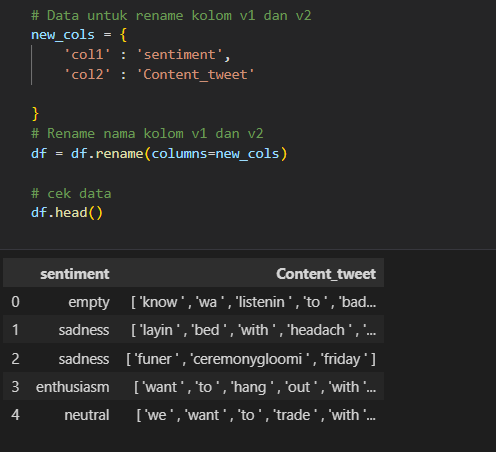 # Data untuk rename kolom v1 dan v2
new_cols = {
    'col1' : 'sentiment',
    'col2' : 'Content_tweet'
}
# Rename nama kolom v1 dan v2
df = df.rename(columns=new_cols)
# cek data
df.head()
sentiment Content_tweet
0 empty [ 'know ' , 'wa ' , 'listenin ' , 'to ' , 'bad...
1 sadness [ 'layin ' , 'bed ' , 'with ' , 'headach ' , '...
2 sadness [ 'funer ' , 'ceremonygloomi ' , 'friday ' ]
3 enthusiasm [ 'want ' , 'to ' , 'hang ' , 'out ' , 'with '...
4 neutral [ 'we ' , 'want ' , 'to ' , 'trade ' , 'with '...